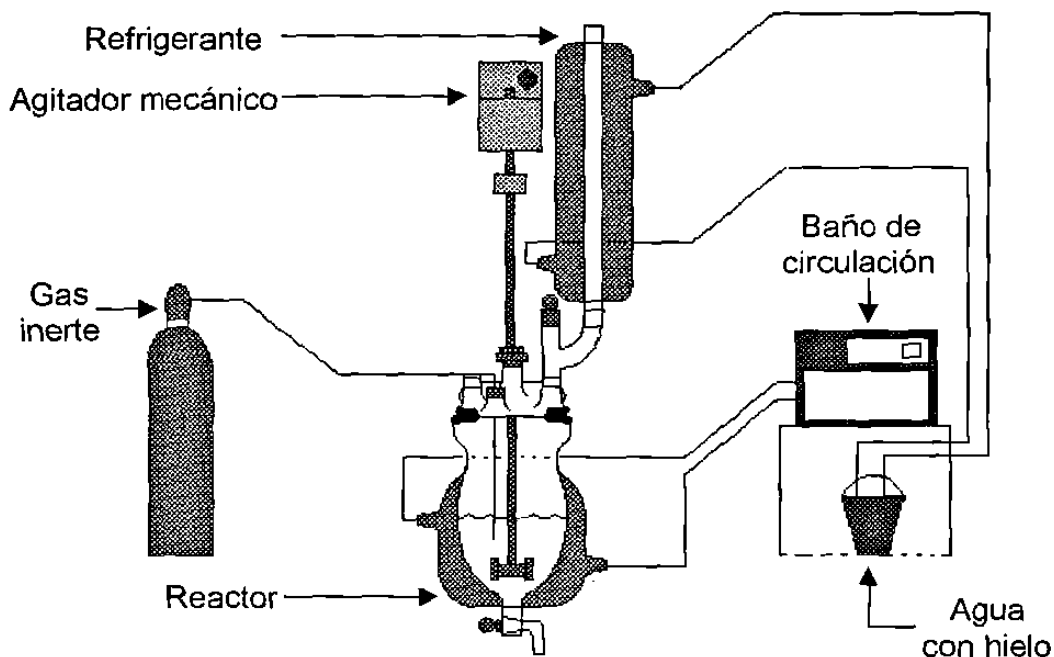 Refrigerante
Agitador mecánico
Baño de
circulación
Gas
inerte
Reactor
Agua
con hielo